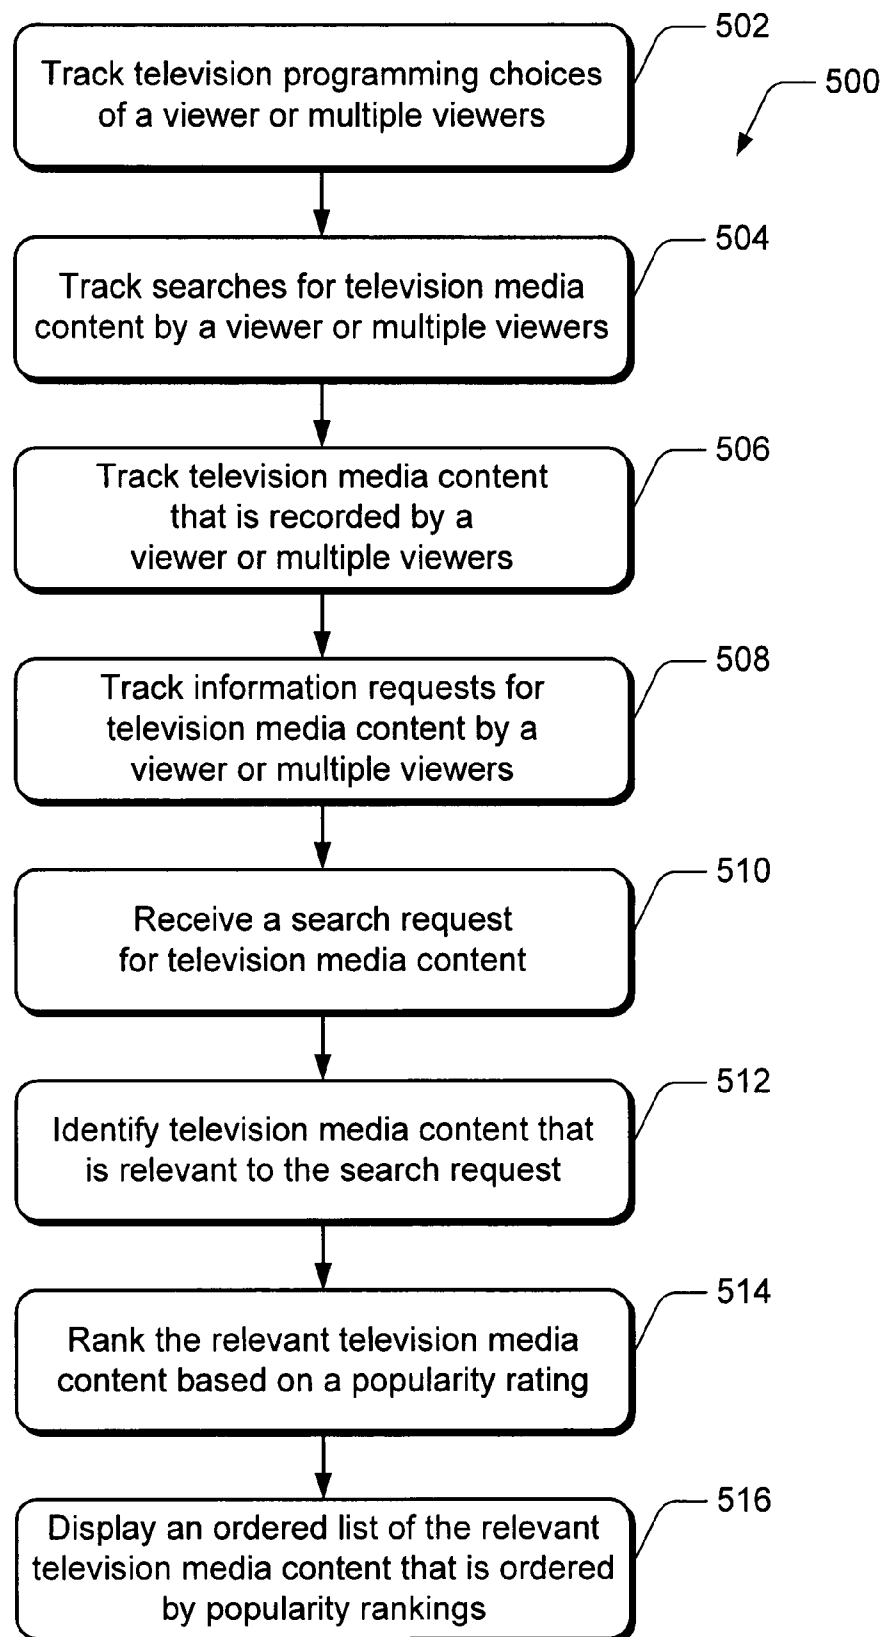 502
Track television programming choices
of a viewer or multiple viewers
500
504
Track searches for television media
content by a viewer or multiple viewers
506
Track television media content
that is recorded by a
viewer or multiple viewers
508
Track information requests for
television media content by a
viewer or multiple viewers
510
Receive a search request
for television media content
512
Identify television media content that
is relevant to the search request
514
Rank the relevant television media
content based on a popularity rating
516
Display an ordered list of the relevant
television media content that is ordered
by popularity rankings